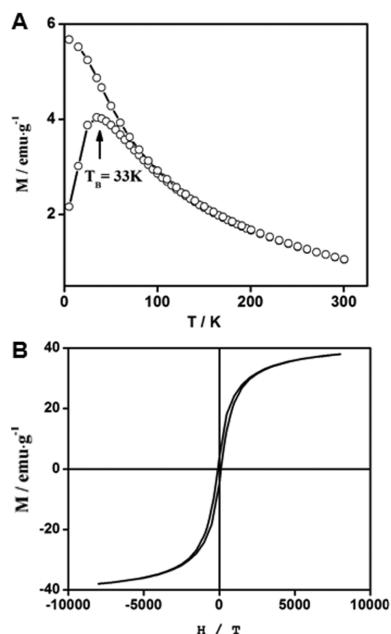 A
6
4
2
M / emu·g⁻¹
T_B = 33K
0 100 200 300
T / K
B
40
20
0
-20
-40
M / emu·g⁻¹
-10000 -5000 0 5000 10000
H / T